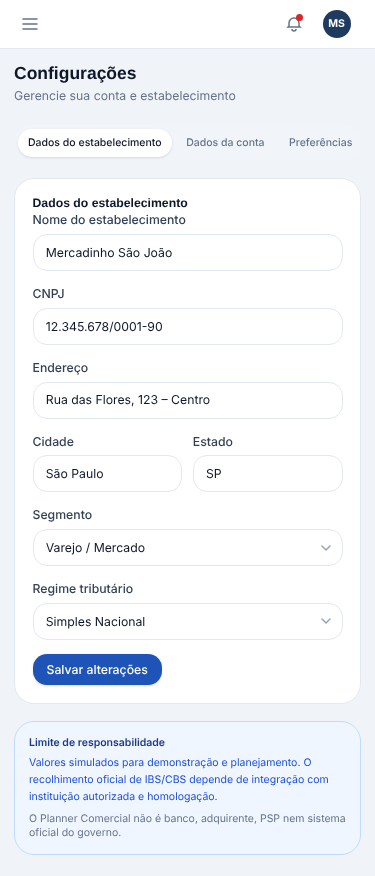 MS
Configurações
Gerencie sua conta e estabelecimento
Dados do estabelecimento
Dados da conta
Preferências
Dados do estabelecimento
Nome do estabelecimento
Mercadinho São João
CNPJ
12.345.678/0001-90
Endereço
Rua das Flores, 123 – Centro
Cidade
Estado
São Paulo
SP
Segmento
Varejo / Mercado
Regime tributário
Simples Nacional
Salvar alterações
Limite de responsabilidade
Valores simulados para demonstração e planejamento. O
recolhimento oficial de IBS/CBS depende de integração com
instituição autorizada e homologação.
O Planner Comercial não é banco, adquirente, PSP nem sistema
oficial do governo.